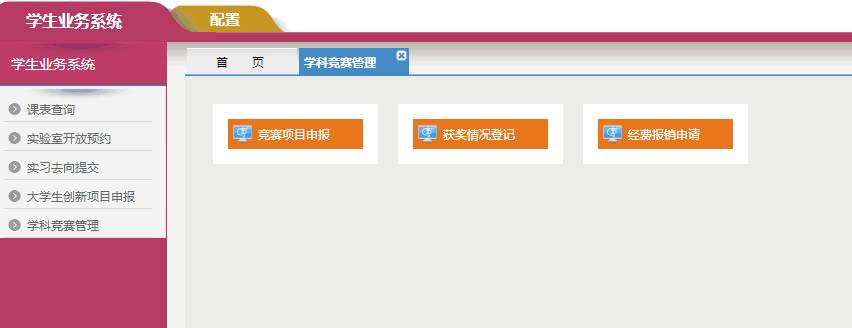 学生业务系统
配置
学生业务系统
课表查询
实验室开放预约
实习去向提交
大学生创新项目申报
学科竞赛管理
首 页
学科竞赛管理
竞赛项目申报
获奖情况登记
经费报销申请